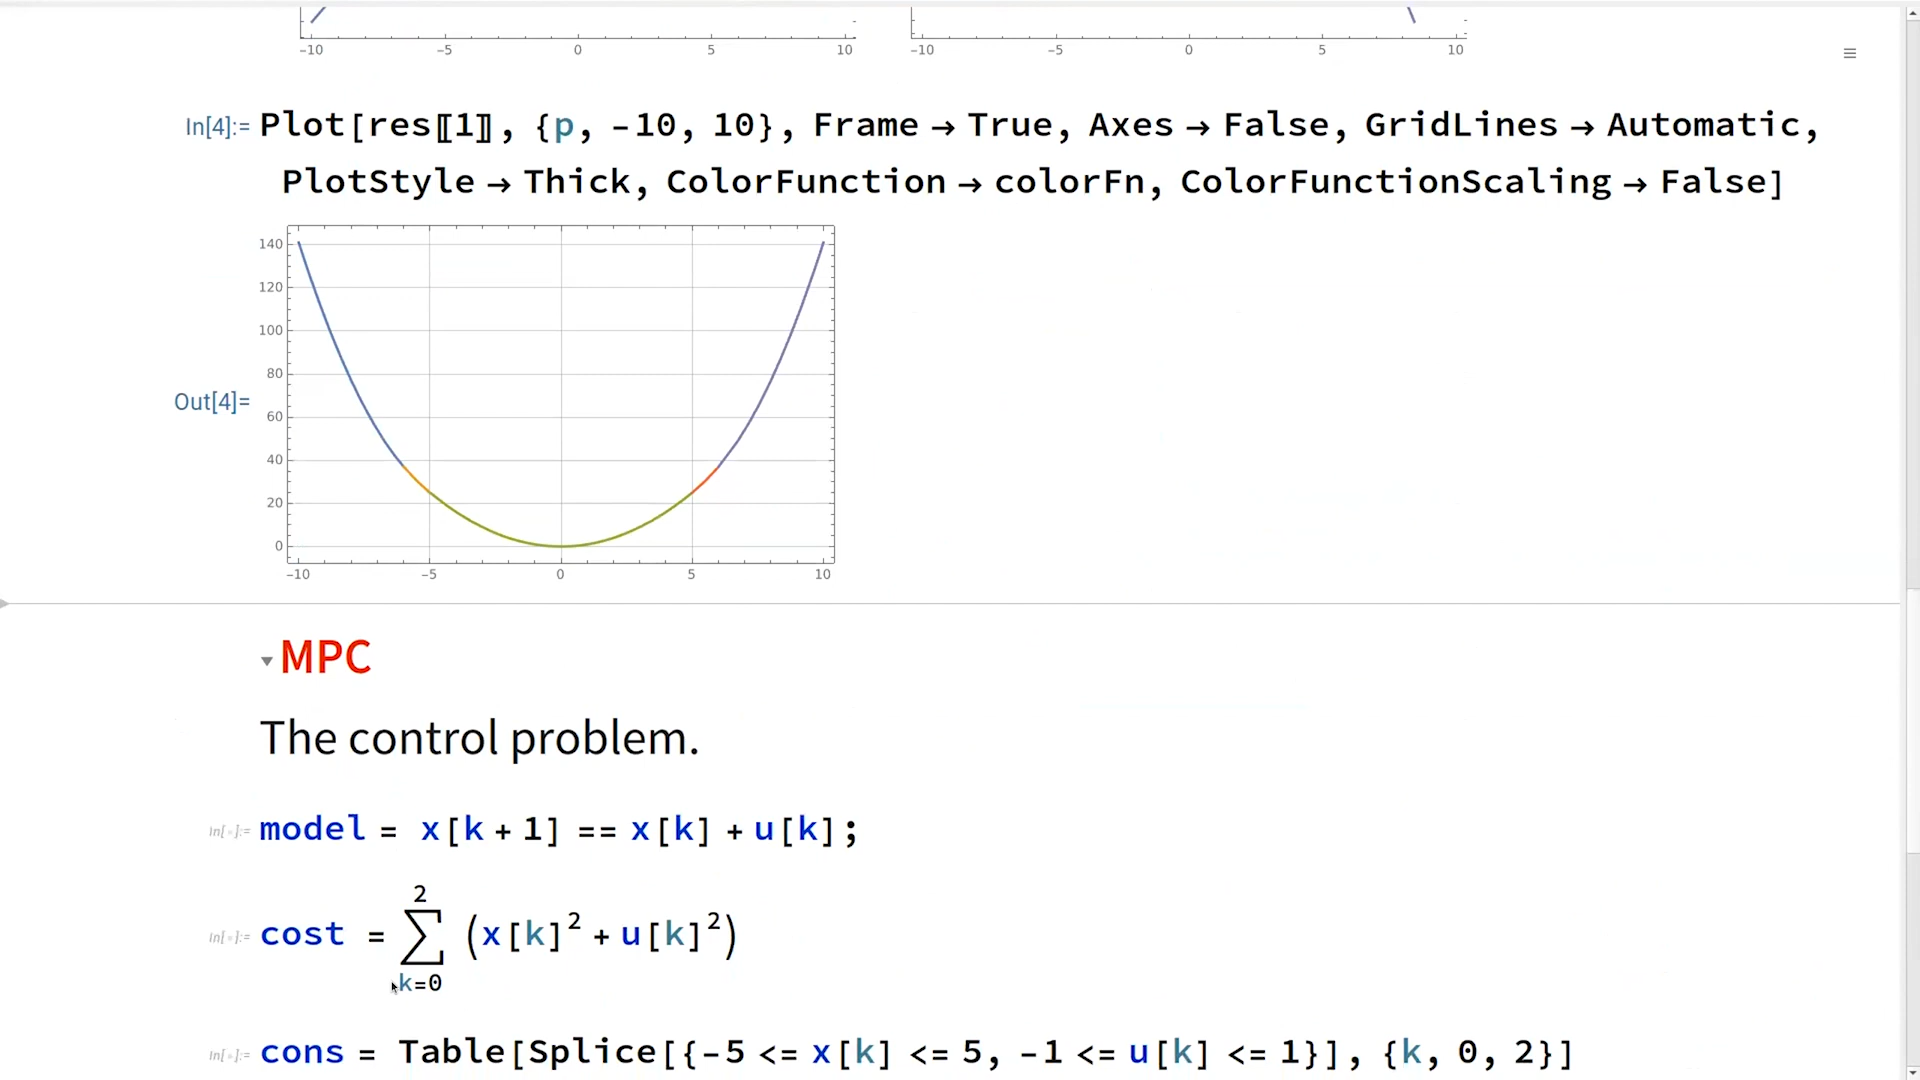 -10 -5 0 5 10 -10 -5 0 5 10
In[4]:= Plot[res〚1〛, {p, -10, 10}, Frame → True, Axes → False, GridLines → Automatic,
PlotStyle → Thick, ColorFunction → colorFn, ColorFunctionScaling → False]
140
120
100
80
Out[4]=
60
40
20
0
-10 -5 0 5 10
MPC
The control problem.
In[◦]:= model = x[k + 1] == x[k] + u[k];
2
In[◦]:= cost = ∑ (x[k]² + u[k]²)
k=0
In[◦]:= cons = Table[Splice[{-5 <= x[k] <= 5, -1 <= u[k] <= 1}], {k, 0, 2}]